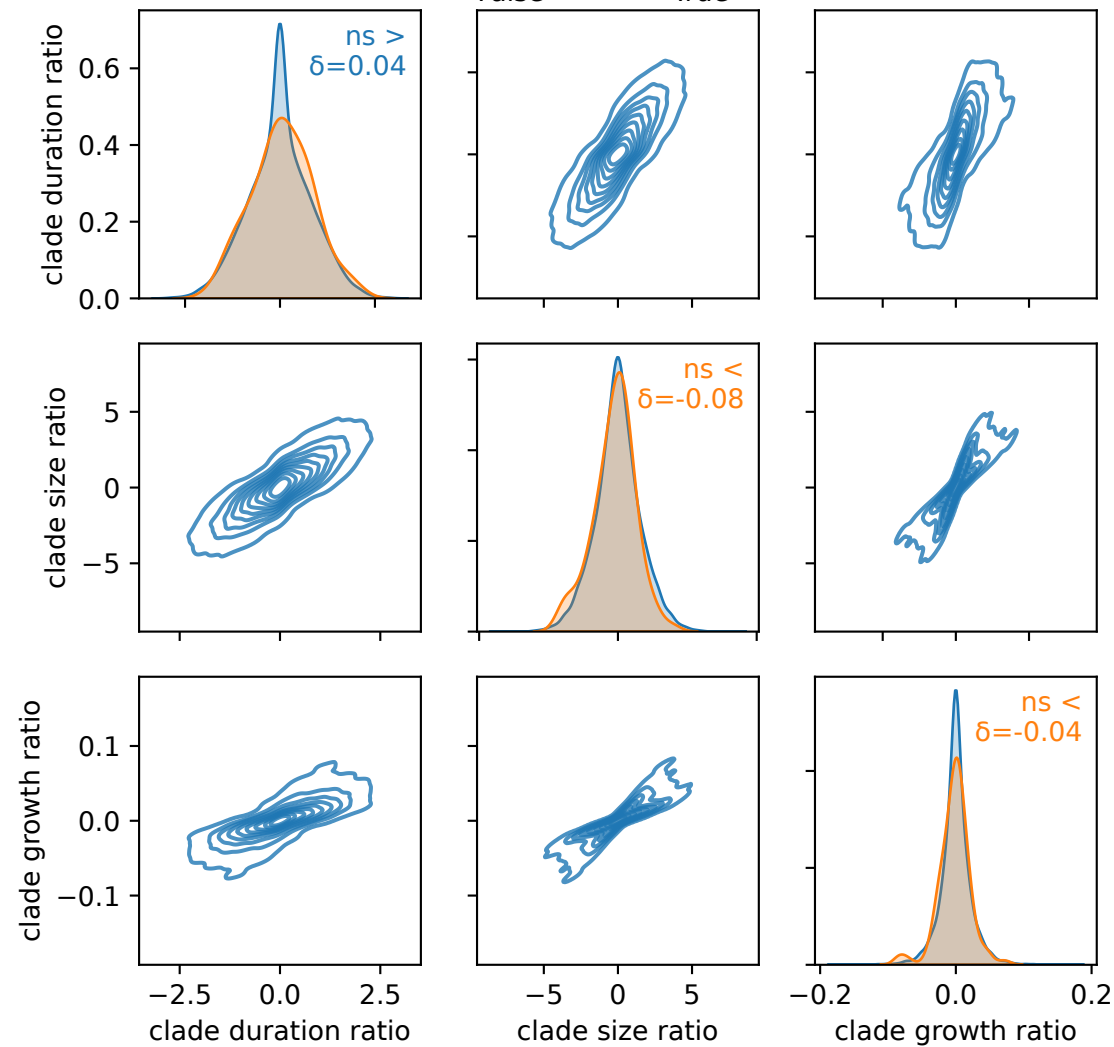 clade duration ratio
0.6
0.4
0.2
0.0
ns >
δ=0.04
clade size ratio
5
0
−5
ns <
δ=-0.08
clade growth ratio
0.1
0.0
−0.1
ns <
δ=-0.04
−2.5 0.0 2.5
−5 0 5
−0.2 0.0 0.2
clade duration ratio
clade size ratio
clade growth ratio